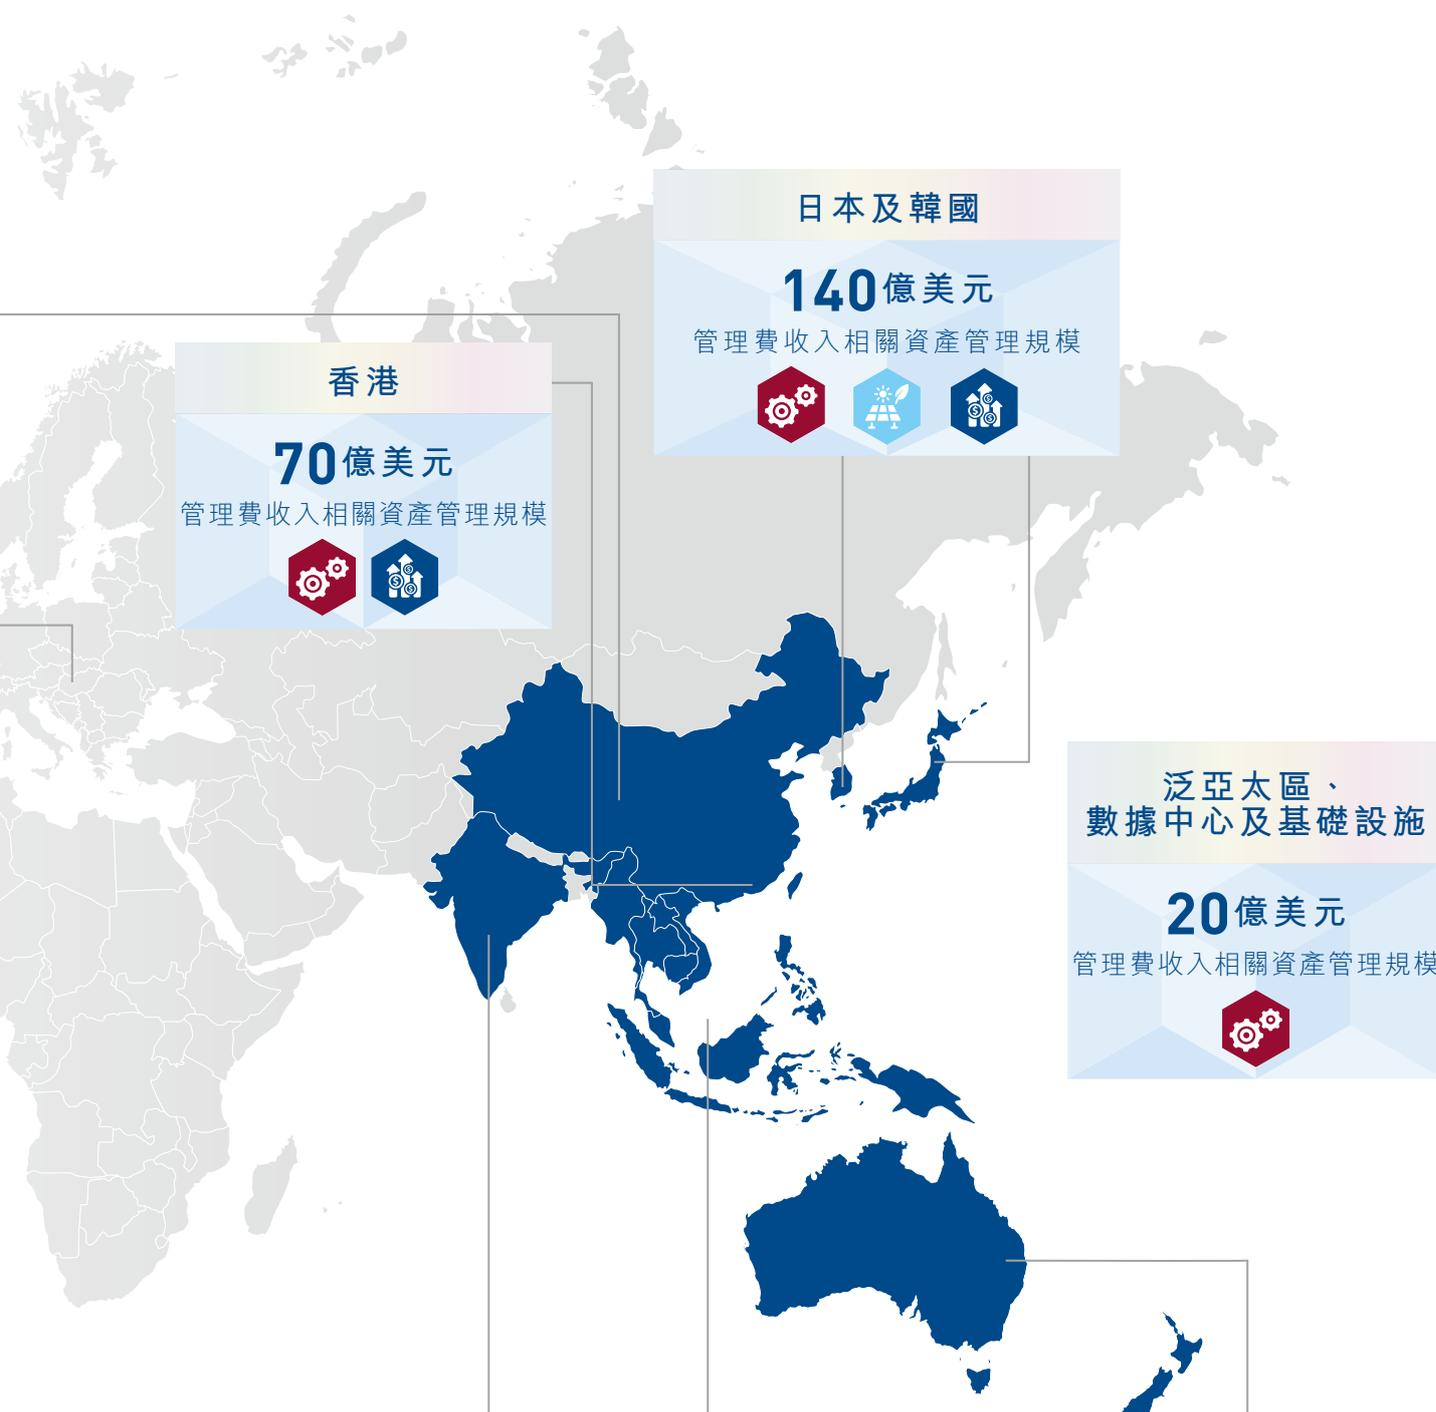 日本及韓國
140億美元
管理費收入相關資產管理規模
香港
70億美元
管理費收入相關資產管理規模
泛亞太區、
數據中心及基礎設施
20億美元
管理費收入相關資產管理規模